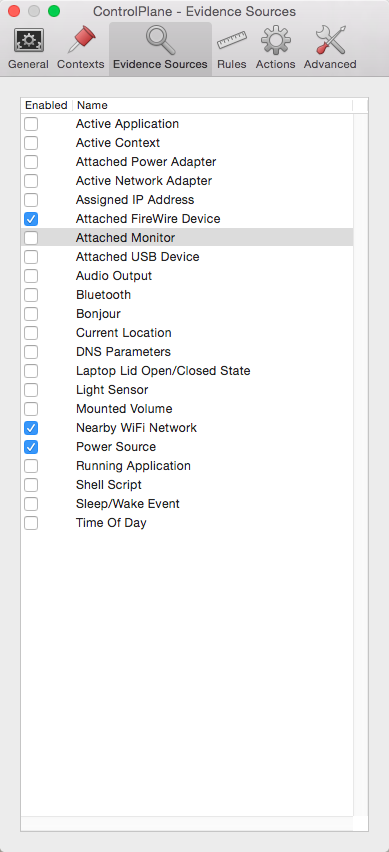 ControlPlane - Evidence Sources
General Contexts Evidence Sources Rules Actions Advanced
Enabled Name
Active Application
Active Context
Attached Power Adapter
Active Network Adapter
Assigned IP Address
Attached FireWire Device
Attached Monitor
Attached USB Device
Audio Output
Bluetooth
Bonjour
Current Location
DNS Parameters
Laptop Lid Open/Closed State
Light Sensor
Mounted Volume
Nearby WiFi Network
Power Source
Running Application
Shell Script
Sleep/Wake Event
Time Of Day